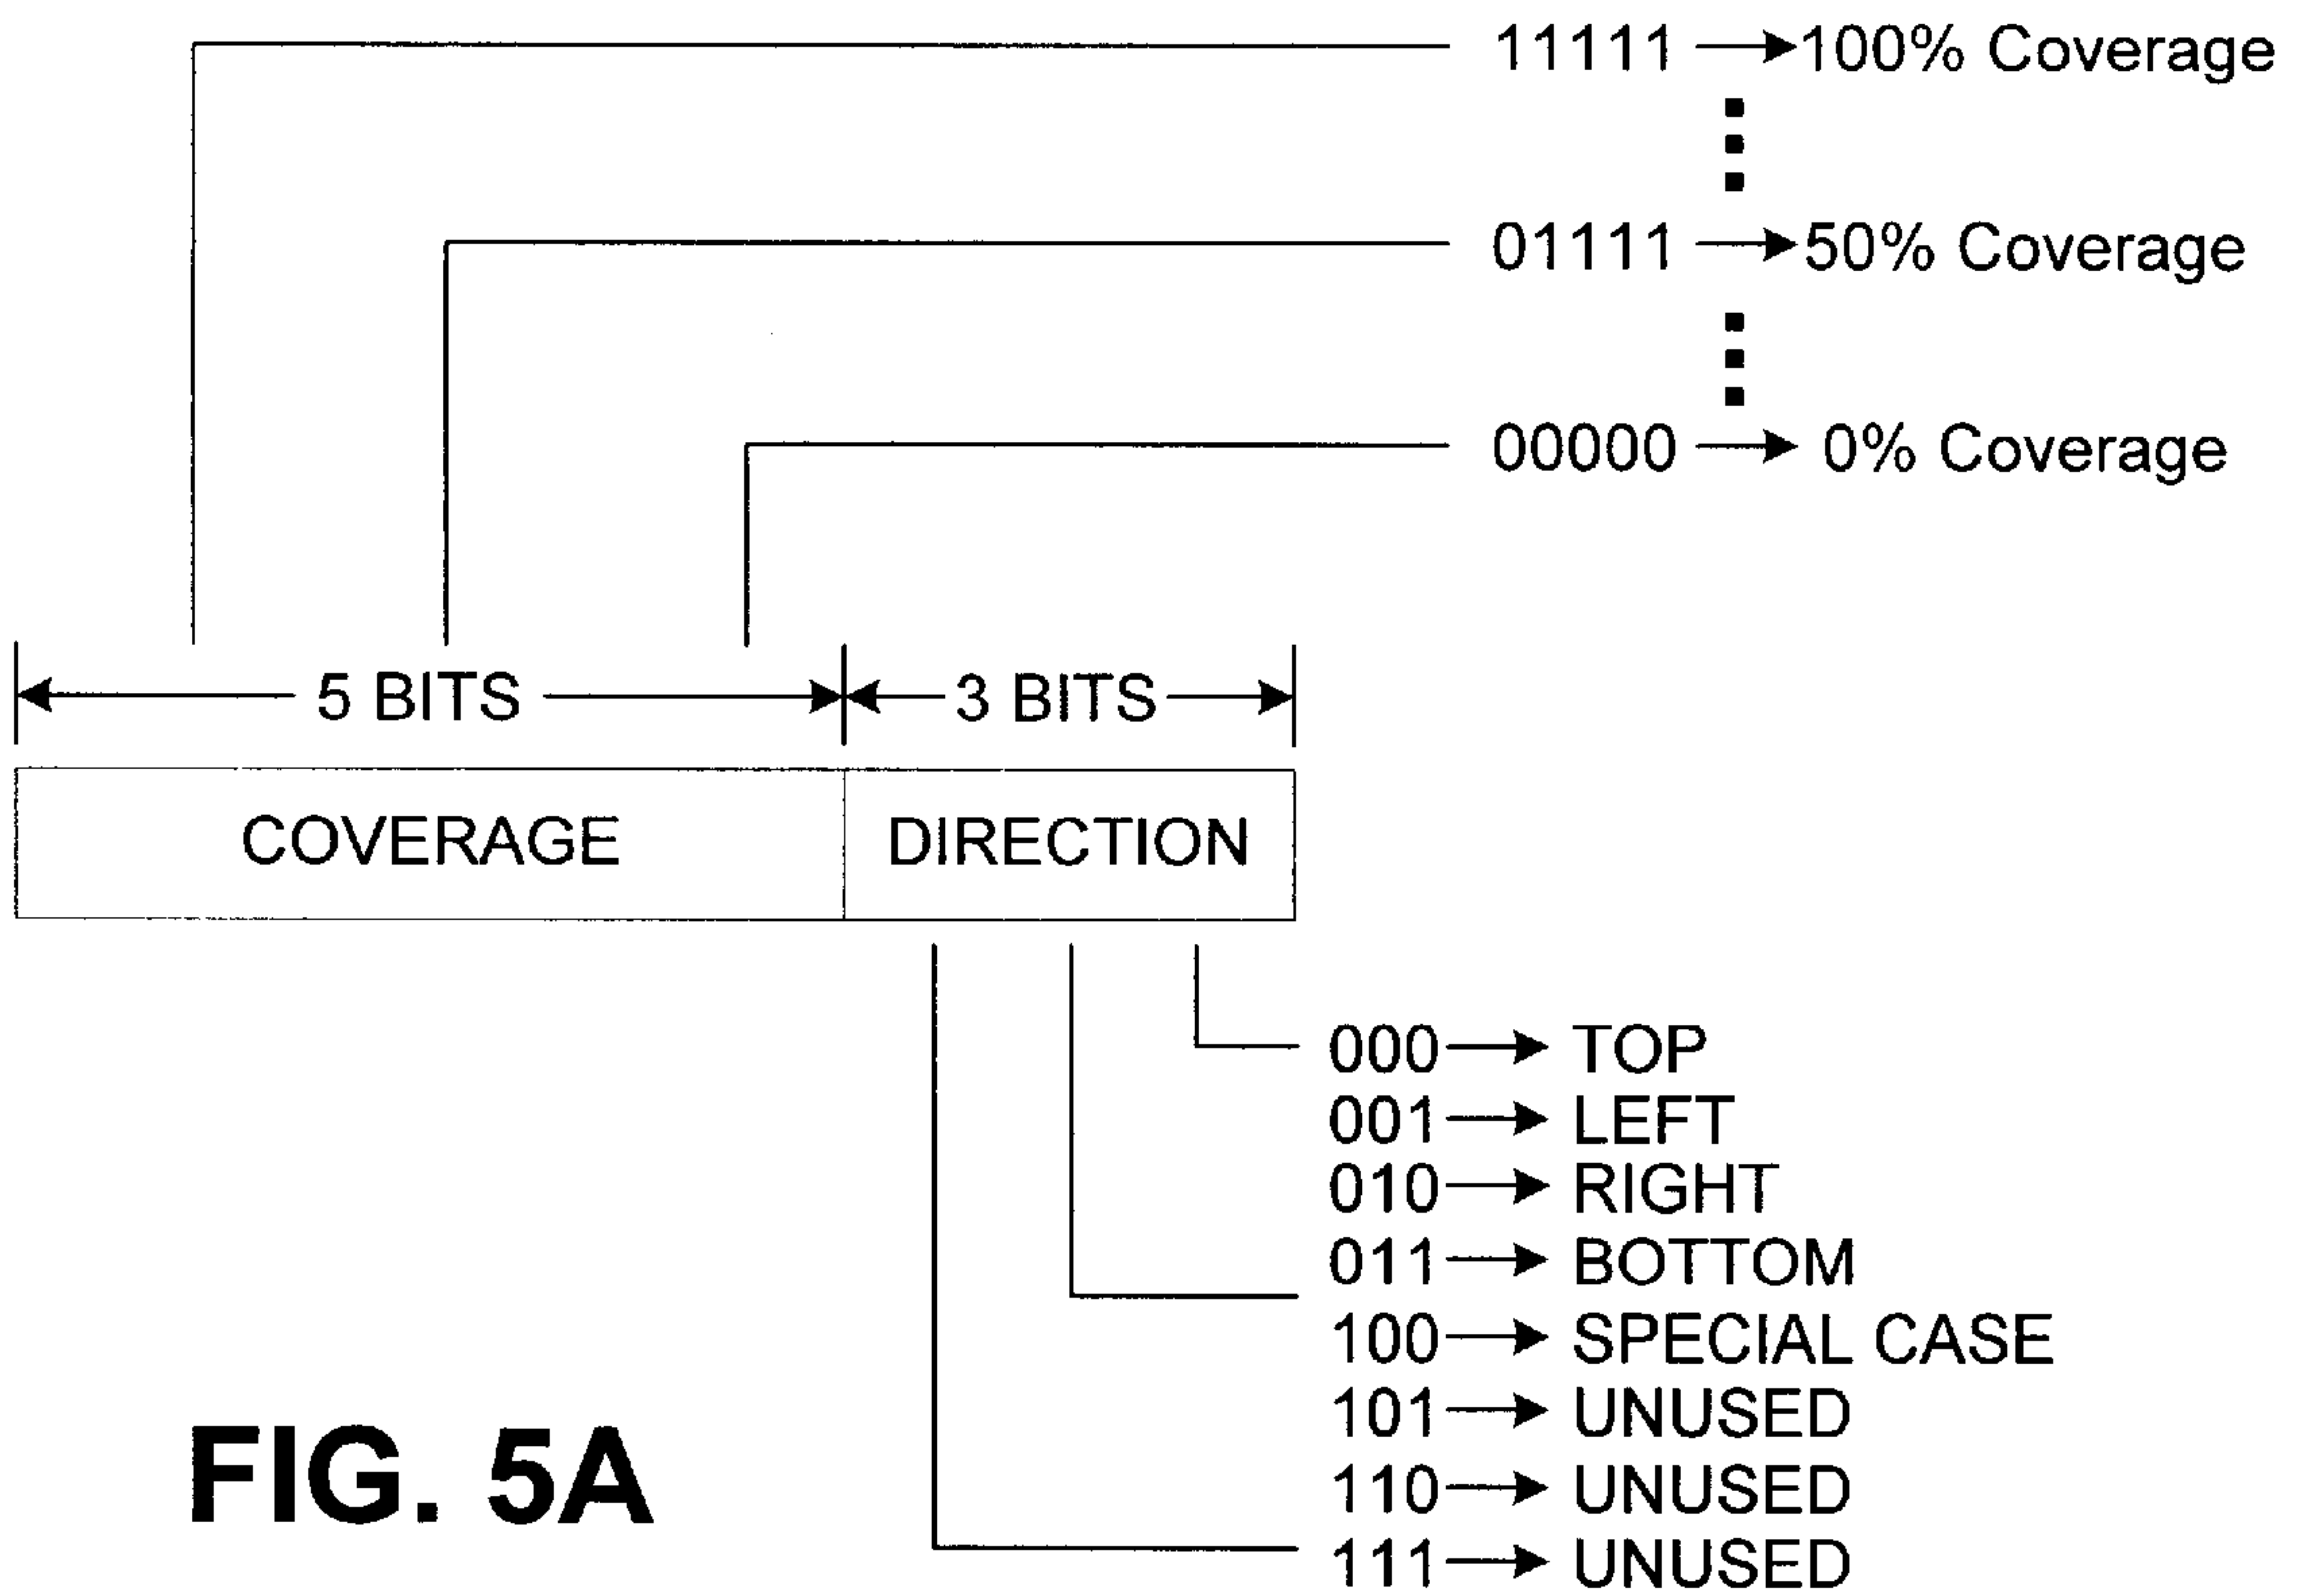 11111 100% Coverage
01111 50% Coverage
00000 0% Coverage
5 BITS 3 BITS
COVERAGE DIRECTION
000 TOP
001 LEFT
010 RIGHT
011 BOTTOM
100 SPECIAL CASE
101 UNUSED
110 UNUSED
111 UNUSED
FIG. 5A